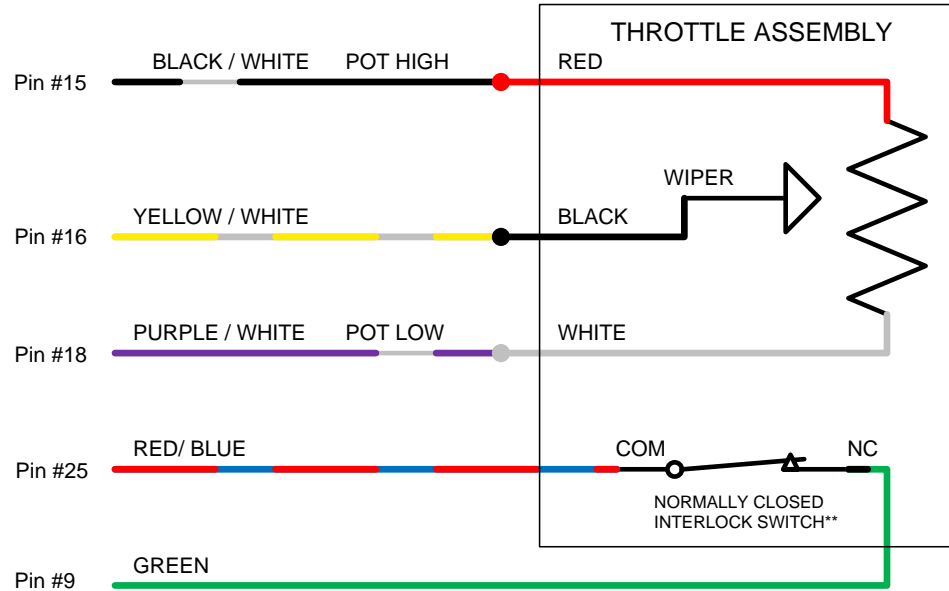 THROTTLE ASSEMBLY
Pin #15
BLACK / WHITE
POT HIGH
RED
WIPER
Pin #16
YELLOW / WHITE
BLACK
Pin #18
PURPLE / WHITE
POT LOW
WHITE
Pin #25
RED/ BLUE
COM
NC
NORMALLY CLOSED
INTERLOCK SWITCH**
Pin #9
GREEN